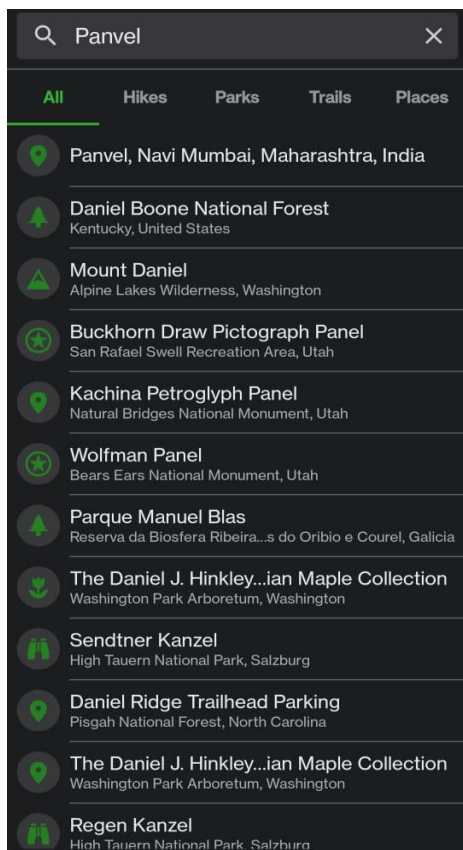 Panvel
All Hikes Parks Trails Places
Panvel, Navi Mumbai, Maharashtra, India
Daniel Boone National Forest
Kentucky, United States
Mount Daniel
Alpine Lakes Wilderness, Washington
Buckhorn Draw Pictograph Panel
San Rafael Swell Recreation Area, Utah
Kachina Petroglyph Panel
Natural Bridges National Monument, Utah
Wolfman Panel
Bears Ears National Monument, Utah
Parque Manuel Blas
Reserva da Biosfera Ribeira...s do Oribio e Courel, Galicia
The Daniel J. Hinkley...ian Maple Collection
Washington Park Arboretum, Washington
Sendtner Kanzel
High Tauern National Park, Salzburg
Daniel Ridge Trailhead Parking
Pisgah National Forest, North Carolina
The Daniel J. Hinkley...ian Maple Collection
Washington Park Arboretum, Washington
Regen Kanzel
High Tauern National Park, Salzburg